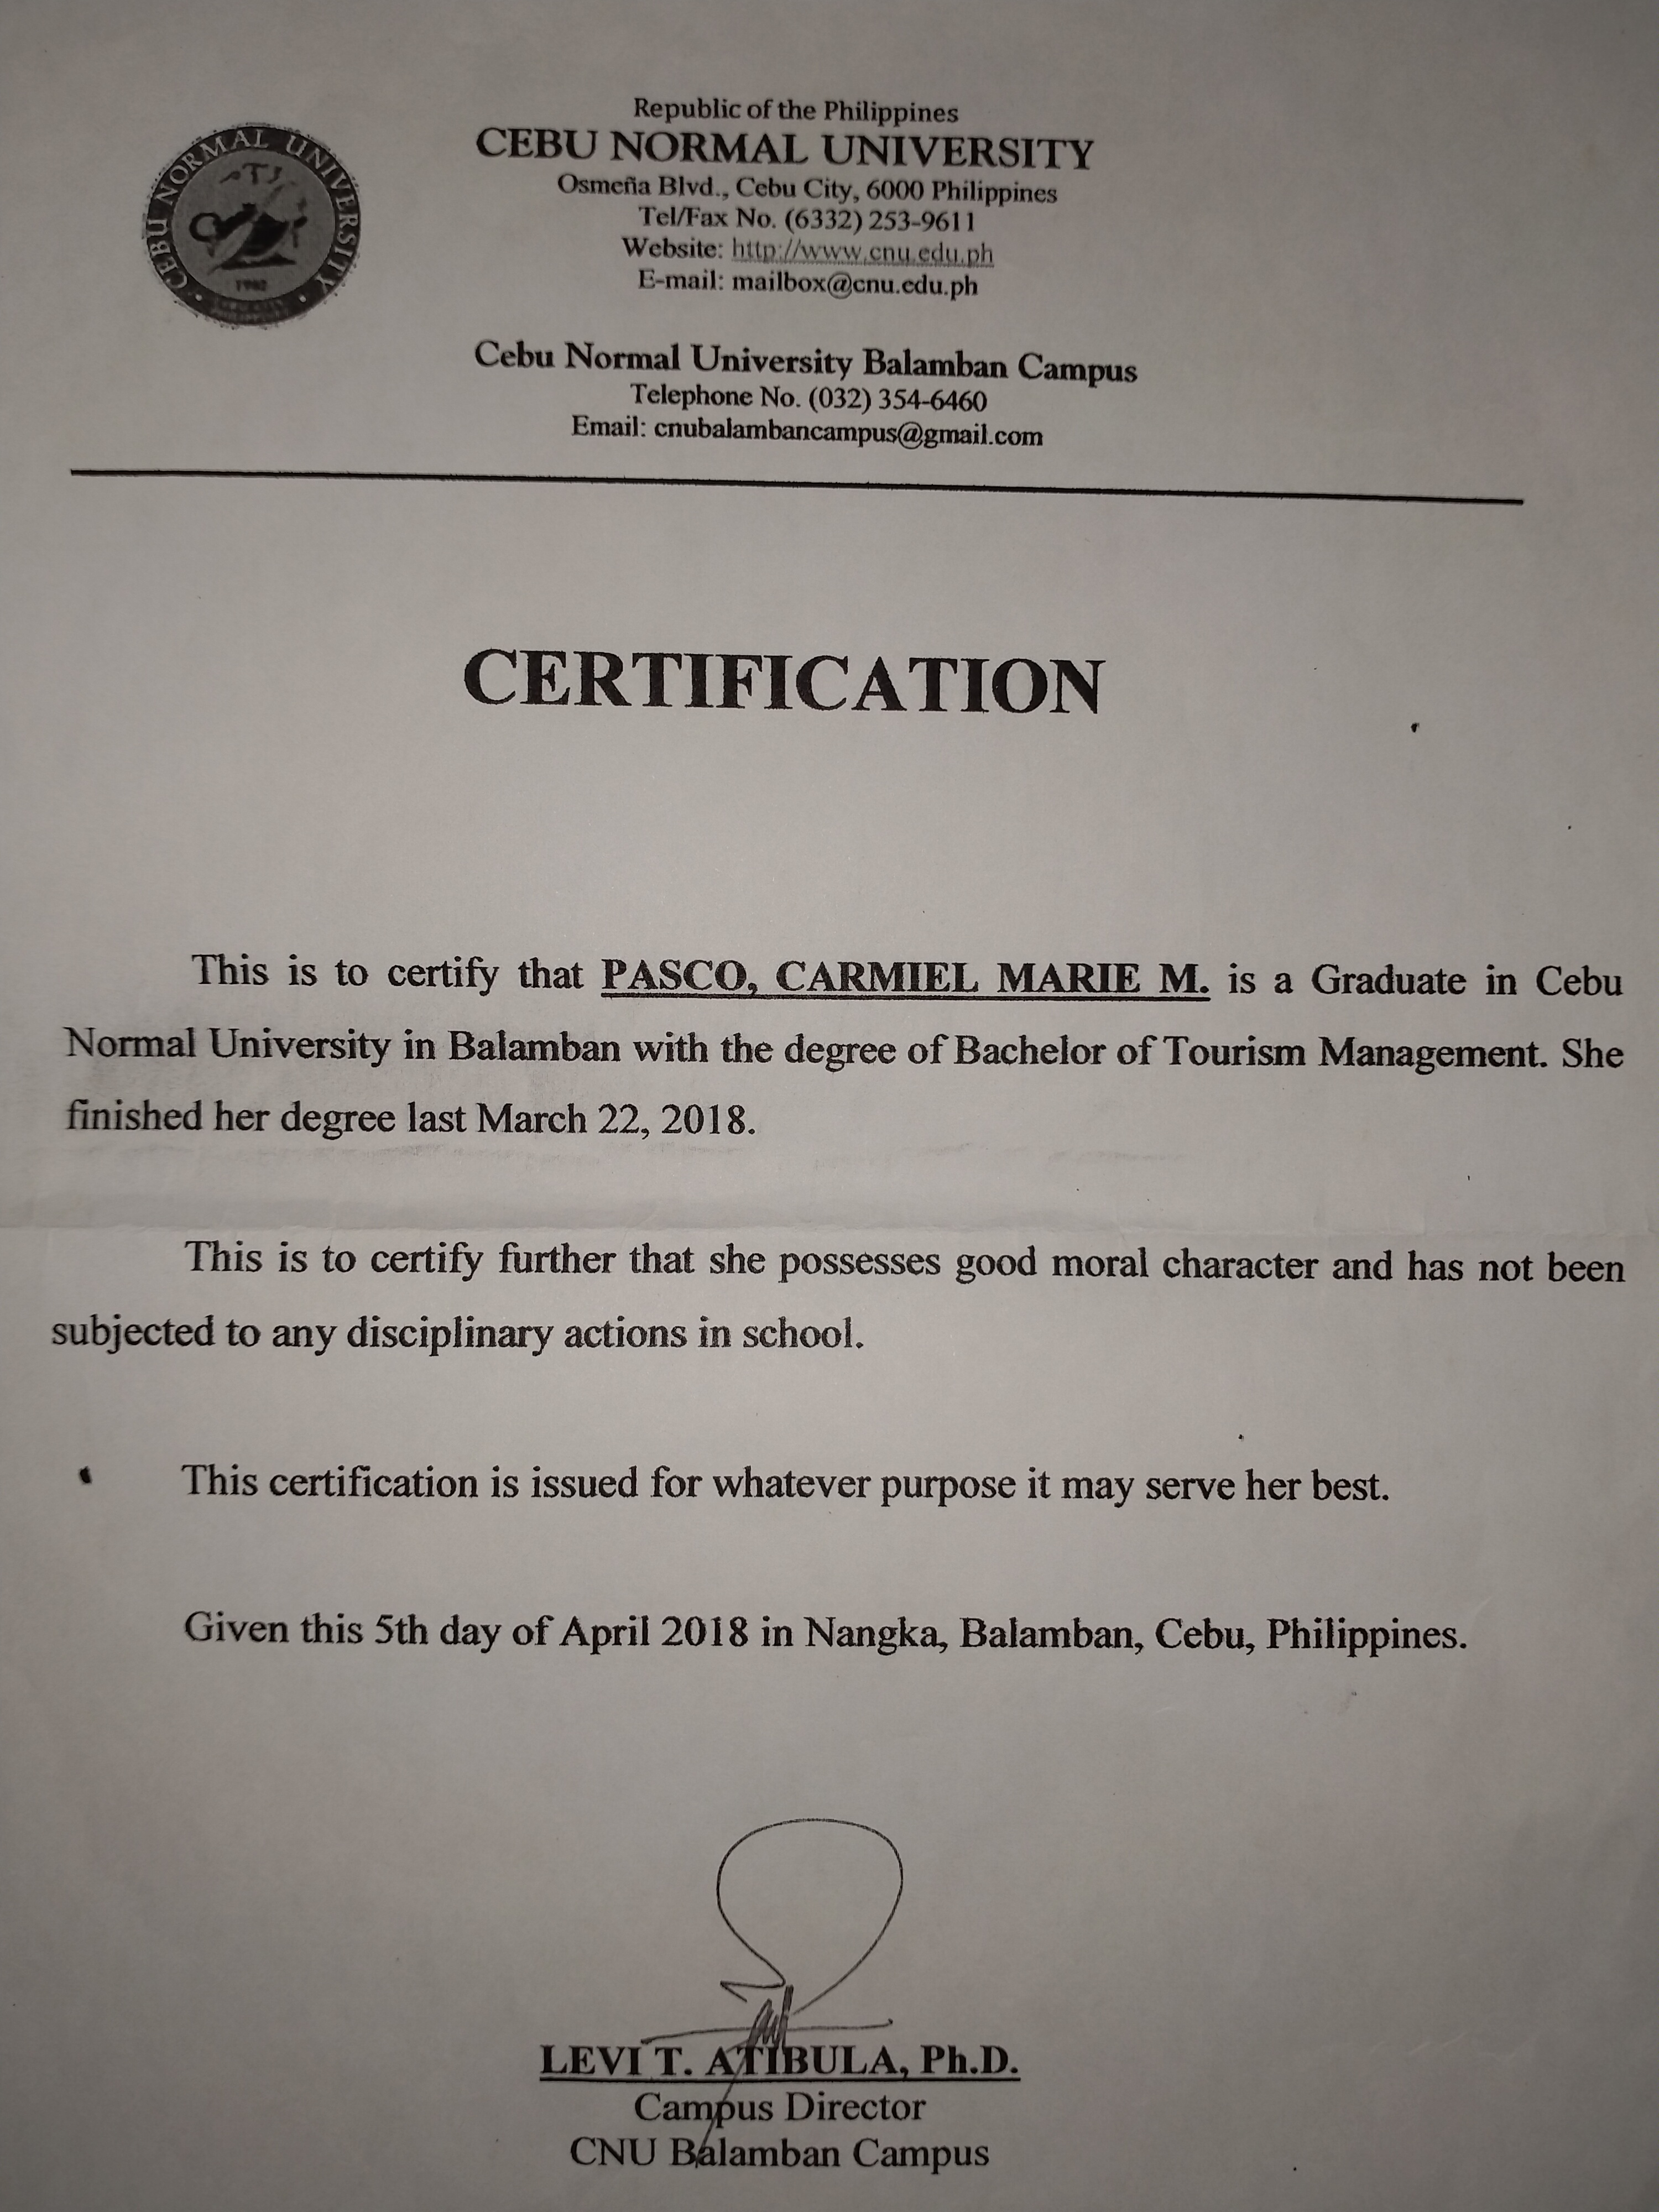 CEBU NORMAL UNIVERSITY
1902
Republic of the Philippines
CEBU NORMAL UNIVERSITY
Osmeña Blvd., Cebu City, 6000 Philippines
Tel/Fax No. (6332) 253-9611
Website: http://www.cnu.edu.ph
E-mail: mailbox@cnu.edu.ph
Cebu Normal University Balamban Campus
Telephone No. (032) 354-6460
Email: cnubalambancampus@gmail.com
CERTIFICATION
This is to certify that PASCO, CARMIEL MARIE M. is a Graduate in Cebu
Normal University in Balamban with the degree of Bachelor of Tourism Management. She
finished her degree last March 22, 2018.
This is to certify further that she possesses good moral character and has not been
subjected to any disciplinary actions in school.
This certification is issued for whatever purpose it may serve her best.
Given this 5th day of April 2018 in Nangka, Balamban, Cebu, Philippines.
LEVI T. ATIBULA, Ph.D.
Campus Director
CNU Balamban Campus